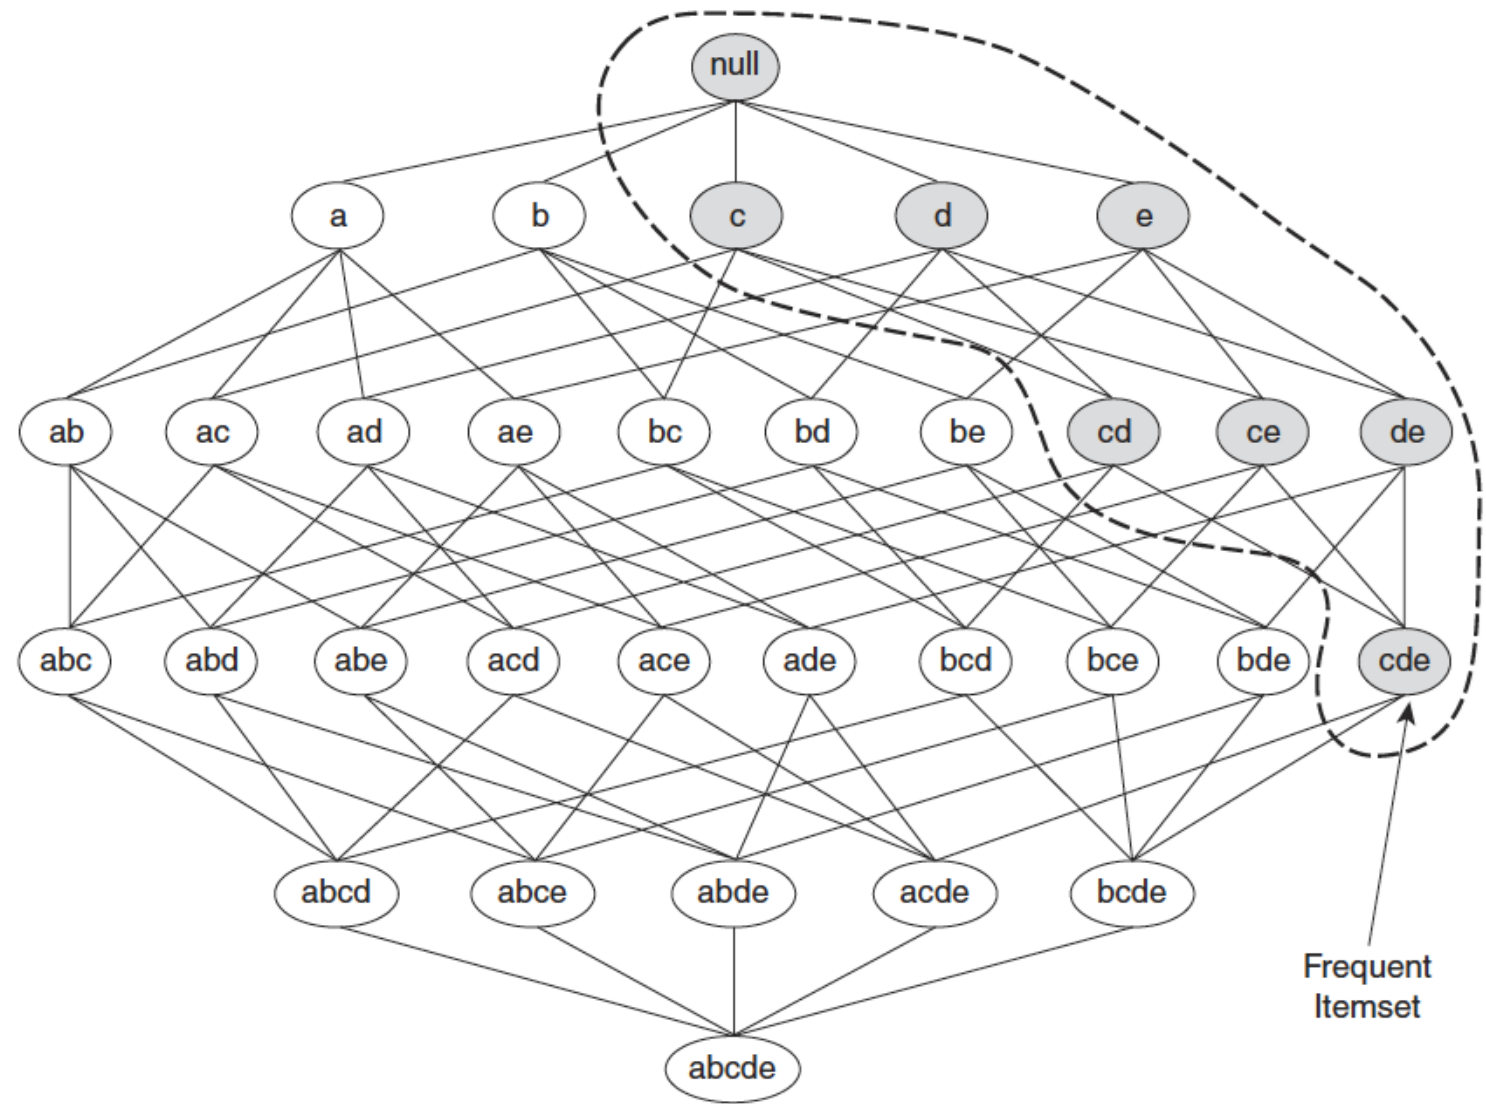 null
a b c d e
ab ac ad ae bc bd be cd ce de
abc abd abe acd ace ade bcd bce bde cde
abcd abce abde acde bcde
Frequent
Itemset
abcde